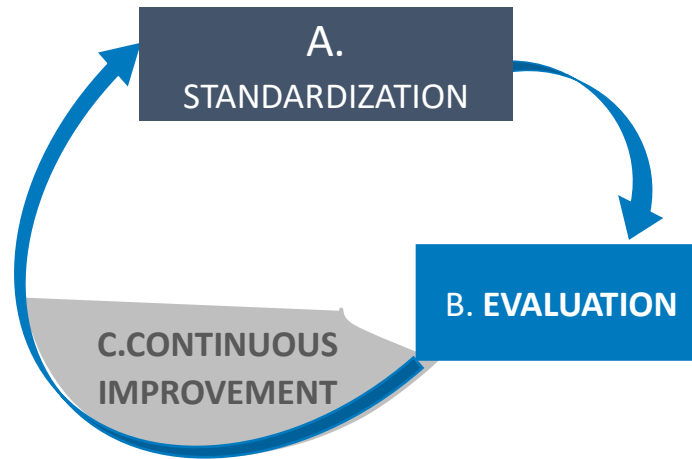 A.
STANDARDIZATION
B. EVALUATION
C.CONTINUOUS
IMPROVEMENT